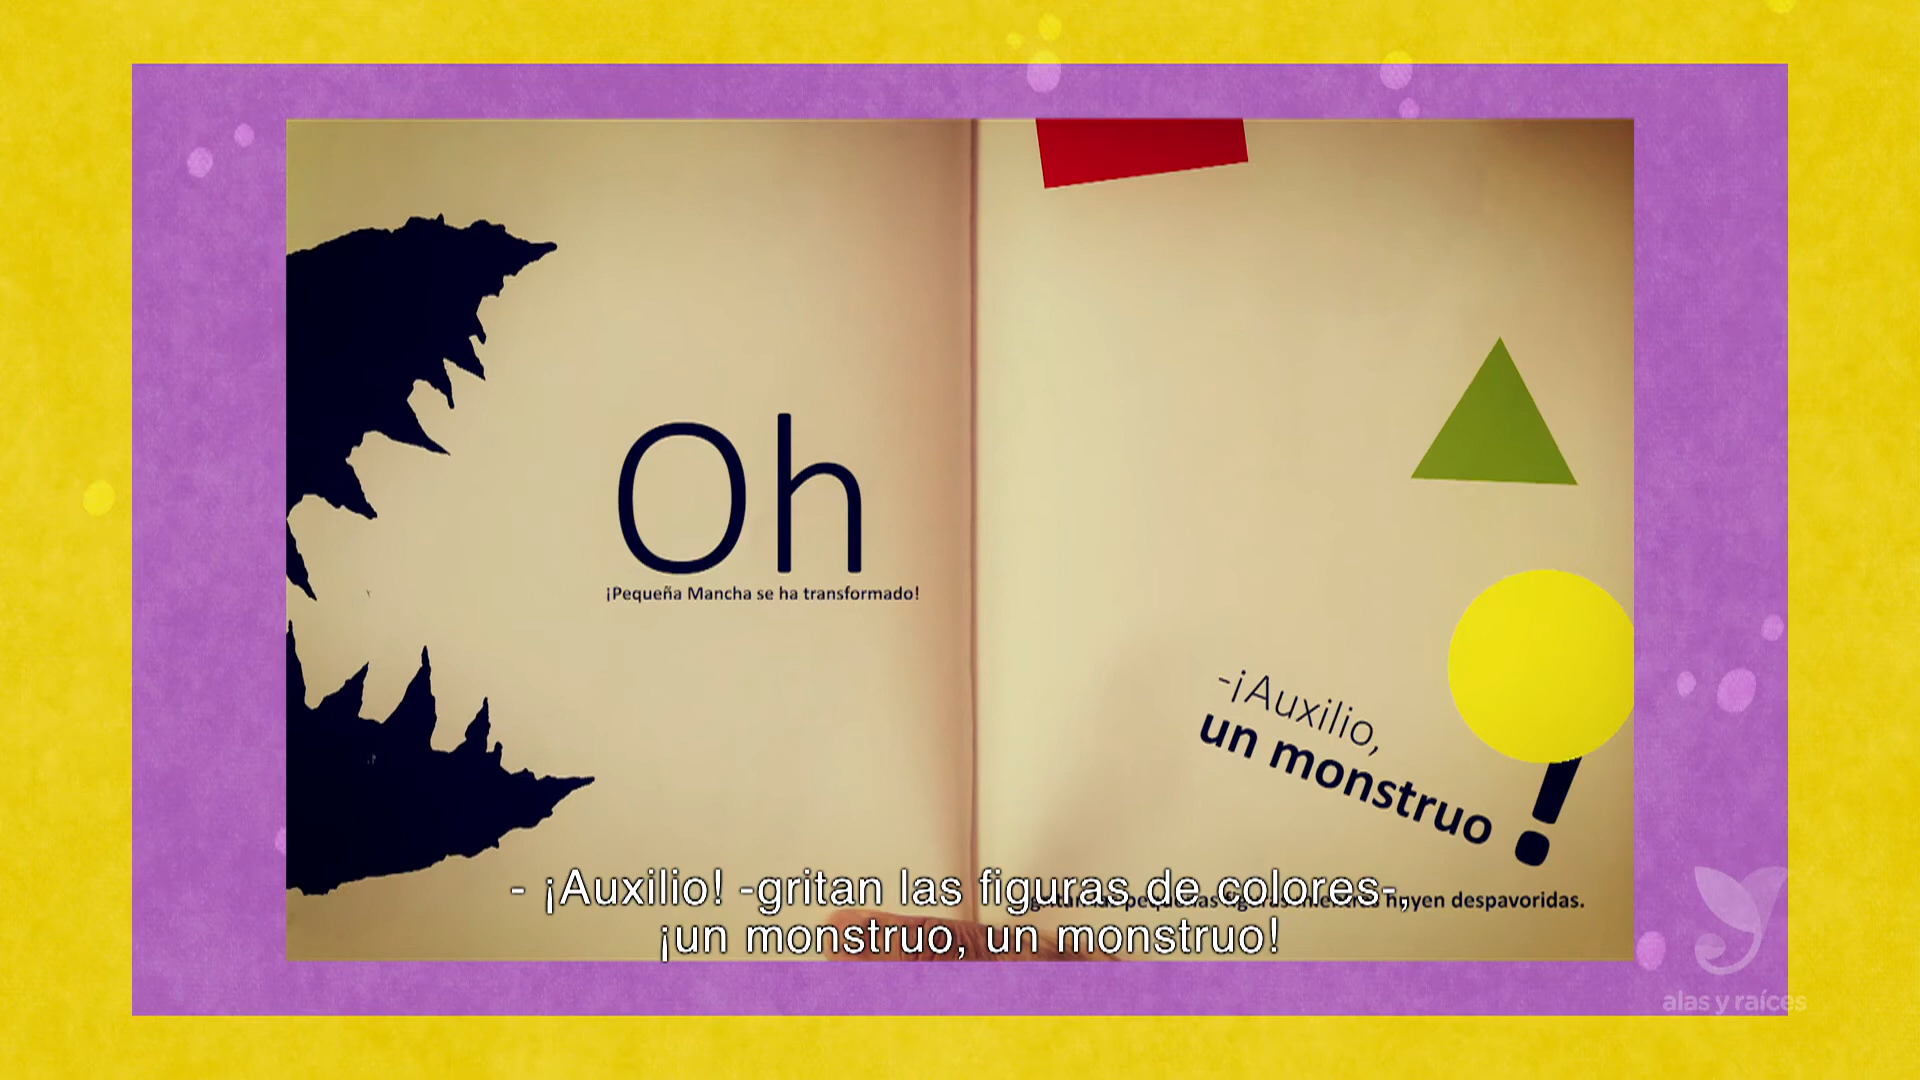 Oh
¡Pequeña Mancha se ha transformado!
-¡Auxilio,
un monstruo!
huyen despavoridas.
- ¡Auxilio! -gritan las figuras de colores-,
¡un monstruo, un monstruo!
alas y raíces